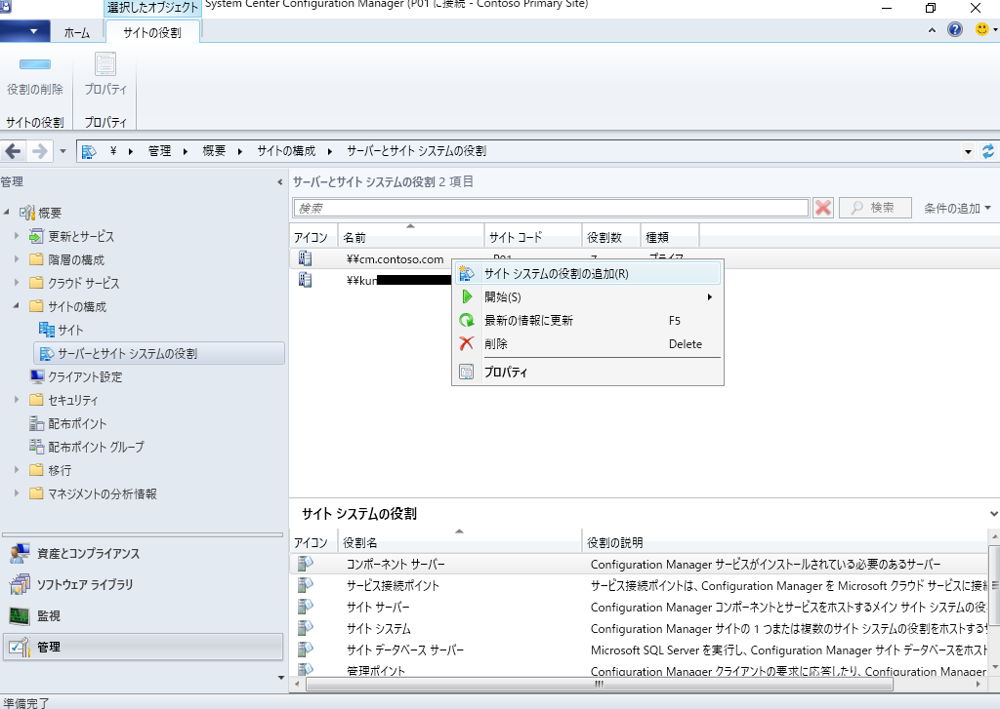 選択したオブジェクト
System Center Configuration Manager (P01 に接続 - Contoso Primary Site)
ホーム
サイトの役割
役割の削除
プロパティ
サイトの役割
プロパティ
¥ 管理 概要 サイトの構成 サーバーとサイト システムの役割
管理
サーバーとサイト システムの役割 2 項目
検索
検索
条件の追加
アイコン 名前 サイト コード 役割数 種類
¥¥cm.contoso.com P01 7 プライマ
¥¥kun
サイト システムの役割の追加(R)
開始(S)
最新の情報に更新 F5
削除 Delete
プロパティ
概要
更新とサービス
階層の構成
クラウド サービス
サイトの構成
サイト
サーバーとサイト システムの役割
クライアント設定
セキュリティ
配布ポイント
配布ポイント グループ
移行
マネジメントの分析情報
資産とコンプライアンス
ソフトウェア ライブラリ
監視
管理
サイト システムの役割
アイコン 役割名 役割の説明
コンポーネント サーバー Configuration Manager サービスがインストールされている必要のあるサーバー
サービス接続ポイント サービス接続ポイントは、Configuration Manager を Microsoft クラウド サービスに接続
サイト サーバー Configuration Manager コンポーネントとサービスをホストするメイン サイト システムの役
サイト システム Configuration Manager サイトの 1 つまたは複数のサイト システムの役割をホストする
サイト データベース サーバー Microsoft SQL Server を実行し、Configuration Manager サイト データベースをホスト
管理ポイント Configuration Manager クライアントの要求に応答したり、Configuration Manager
準備完了